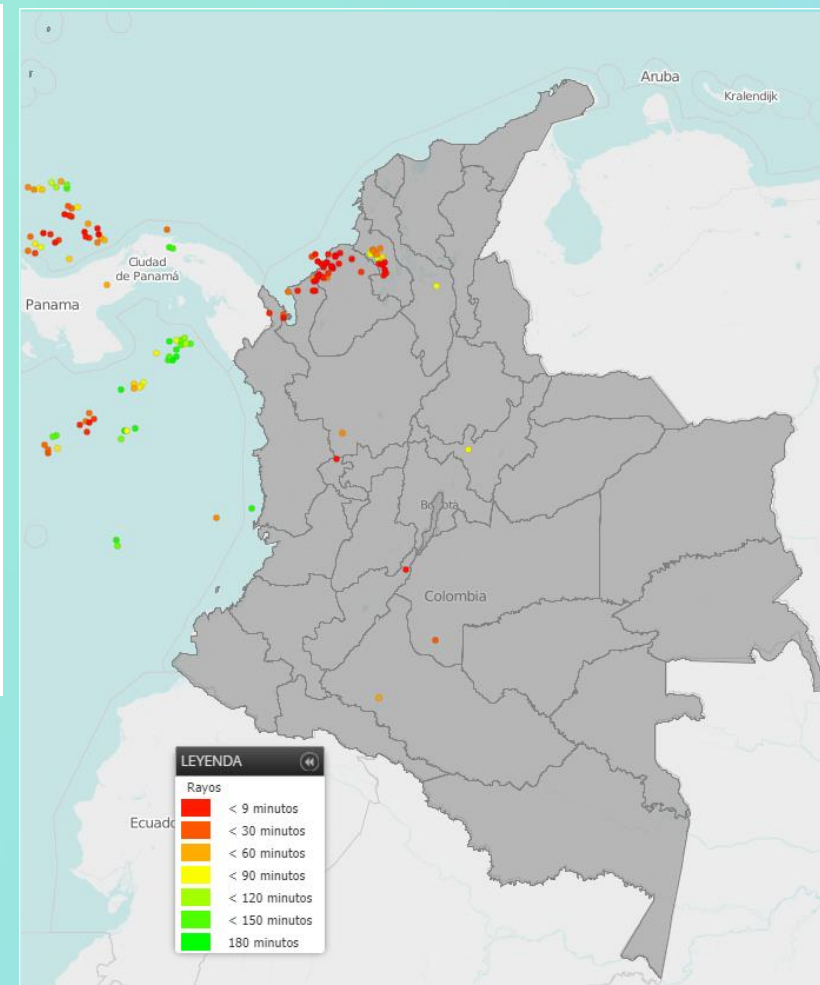 Aruba
Kralendijk
Ciudad
de Panamá
Panama
Bogotá
Colombia
LEYENDA
Rayos
< 9 minutos
< 30 minutos
< 60 minutos
Ecuado
< 90 minutos
< 120 minutos
< 150 minutos
180 minutos